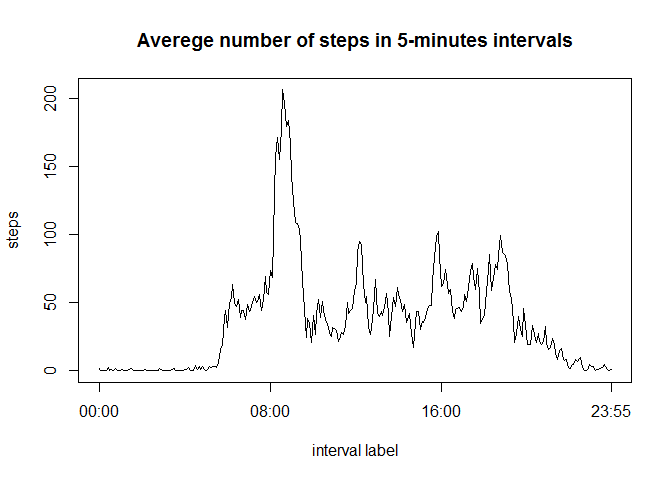 Averege number of steps in 5-minutes intervals
steps
200
150
100
50
0
00:00 08:00 16:00 23:55
interval label